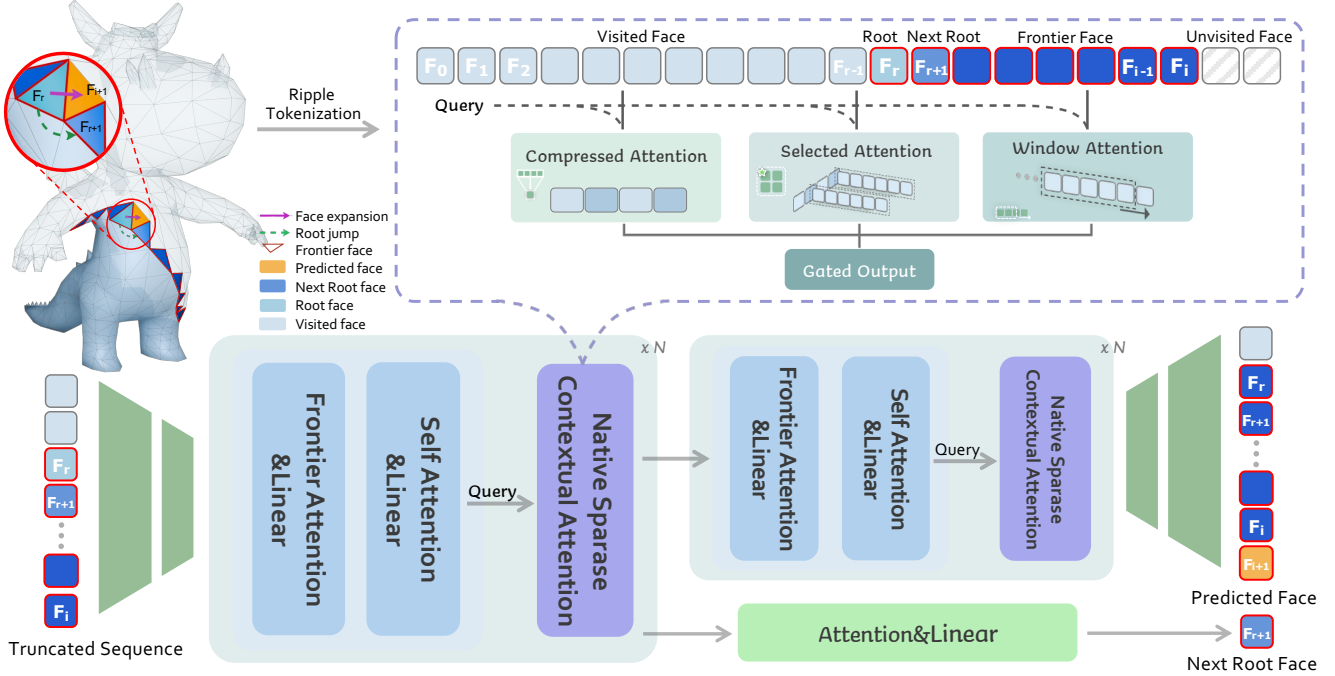 Visited Face
Root
Next Root
Frontier Face
Unvisited Face
F0 F1 F2 Fr-1 Fr Fr+1 Fi-1 Fi
Query
Ripple
Tokenization
Compressed Attention
Selected Attention
Window Attention
Gated Output
Fr
Fi+1
Fr+1
Face expansion
Root jump
Frontier face
Predicted face
Next Root face
Root face
Visited face
x N
x N
Fr
Fr+1
Fi
Truncated Sequence
Frontier Attention
&Linear
Self Attention
&Linear
Query
Native Sparase
Contextual Attention
Frontier Attention
&Linear
Self Attention
&Linear
Query
Native Sparase
Contextual Attention
Attention&Linear
Fr
Fr+1
Fi
Fi+1
Predicted Face
Fr+1
Next Root Face